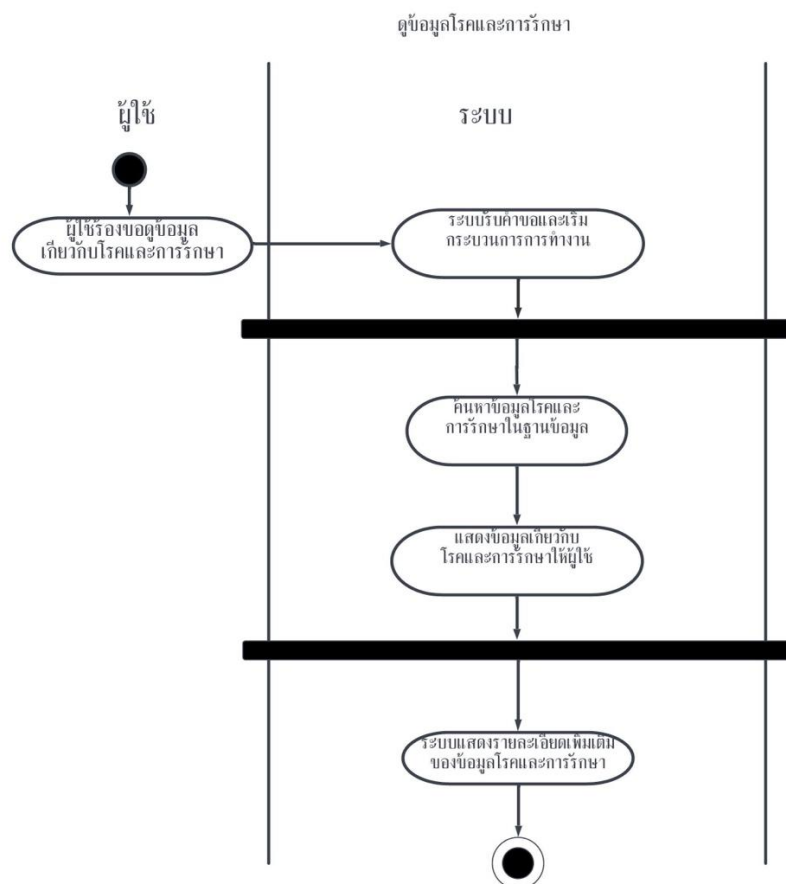 ดูข้อมูลโรคและการรักษา
ผู้ใช้
ระบบ
ผู้ใช้ร้องขอดูข้อมูล
เกี่ยวกับโรคและการรักษา
ระบบรับคำขอและเริ่ม
กระบวนการการทำงาน
ค้นหาข้อมูลโรคและ
การรักษาในฐานข้อมูล
แสดงข้อมูลเกี่ยวกับ
โรคและการรักษาให้ผู้ใช้
ระบบแสดงรายละเอียดเพิ่มเติม
ของข้อมูลโรคและการรักษา